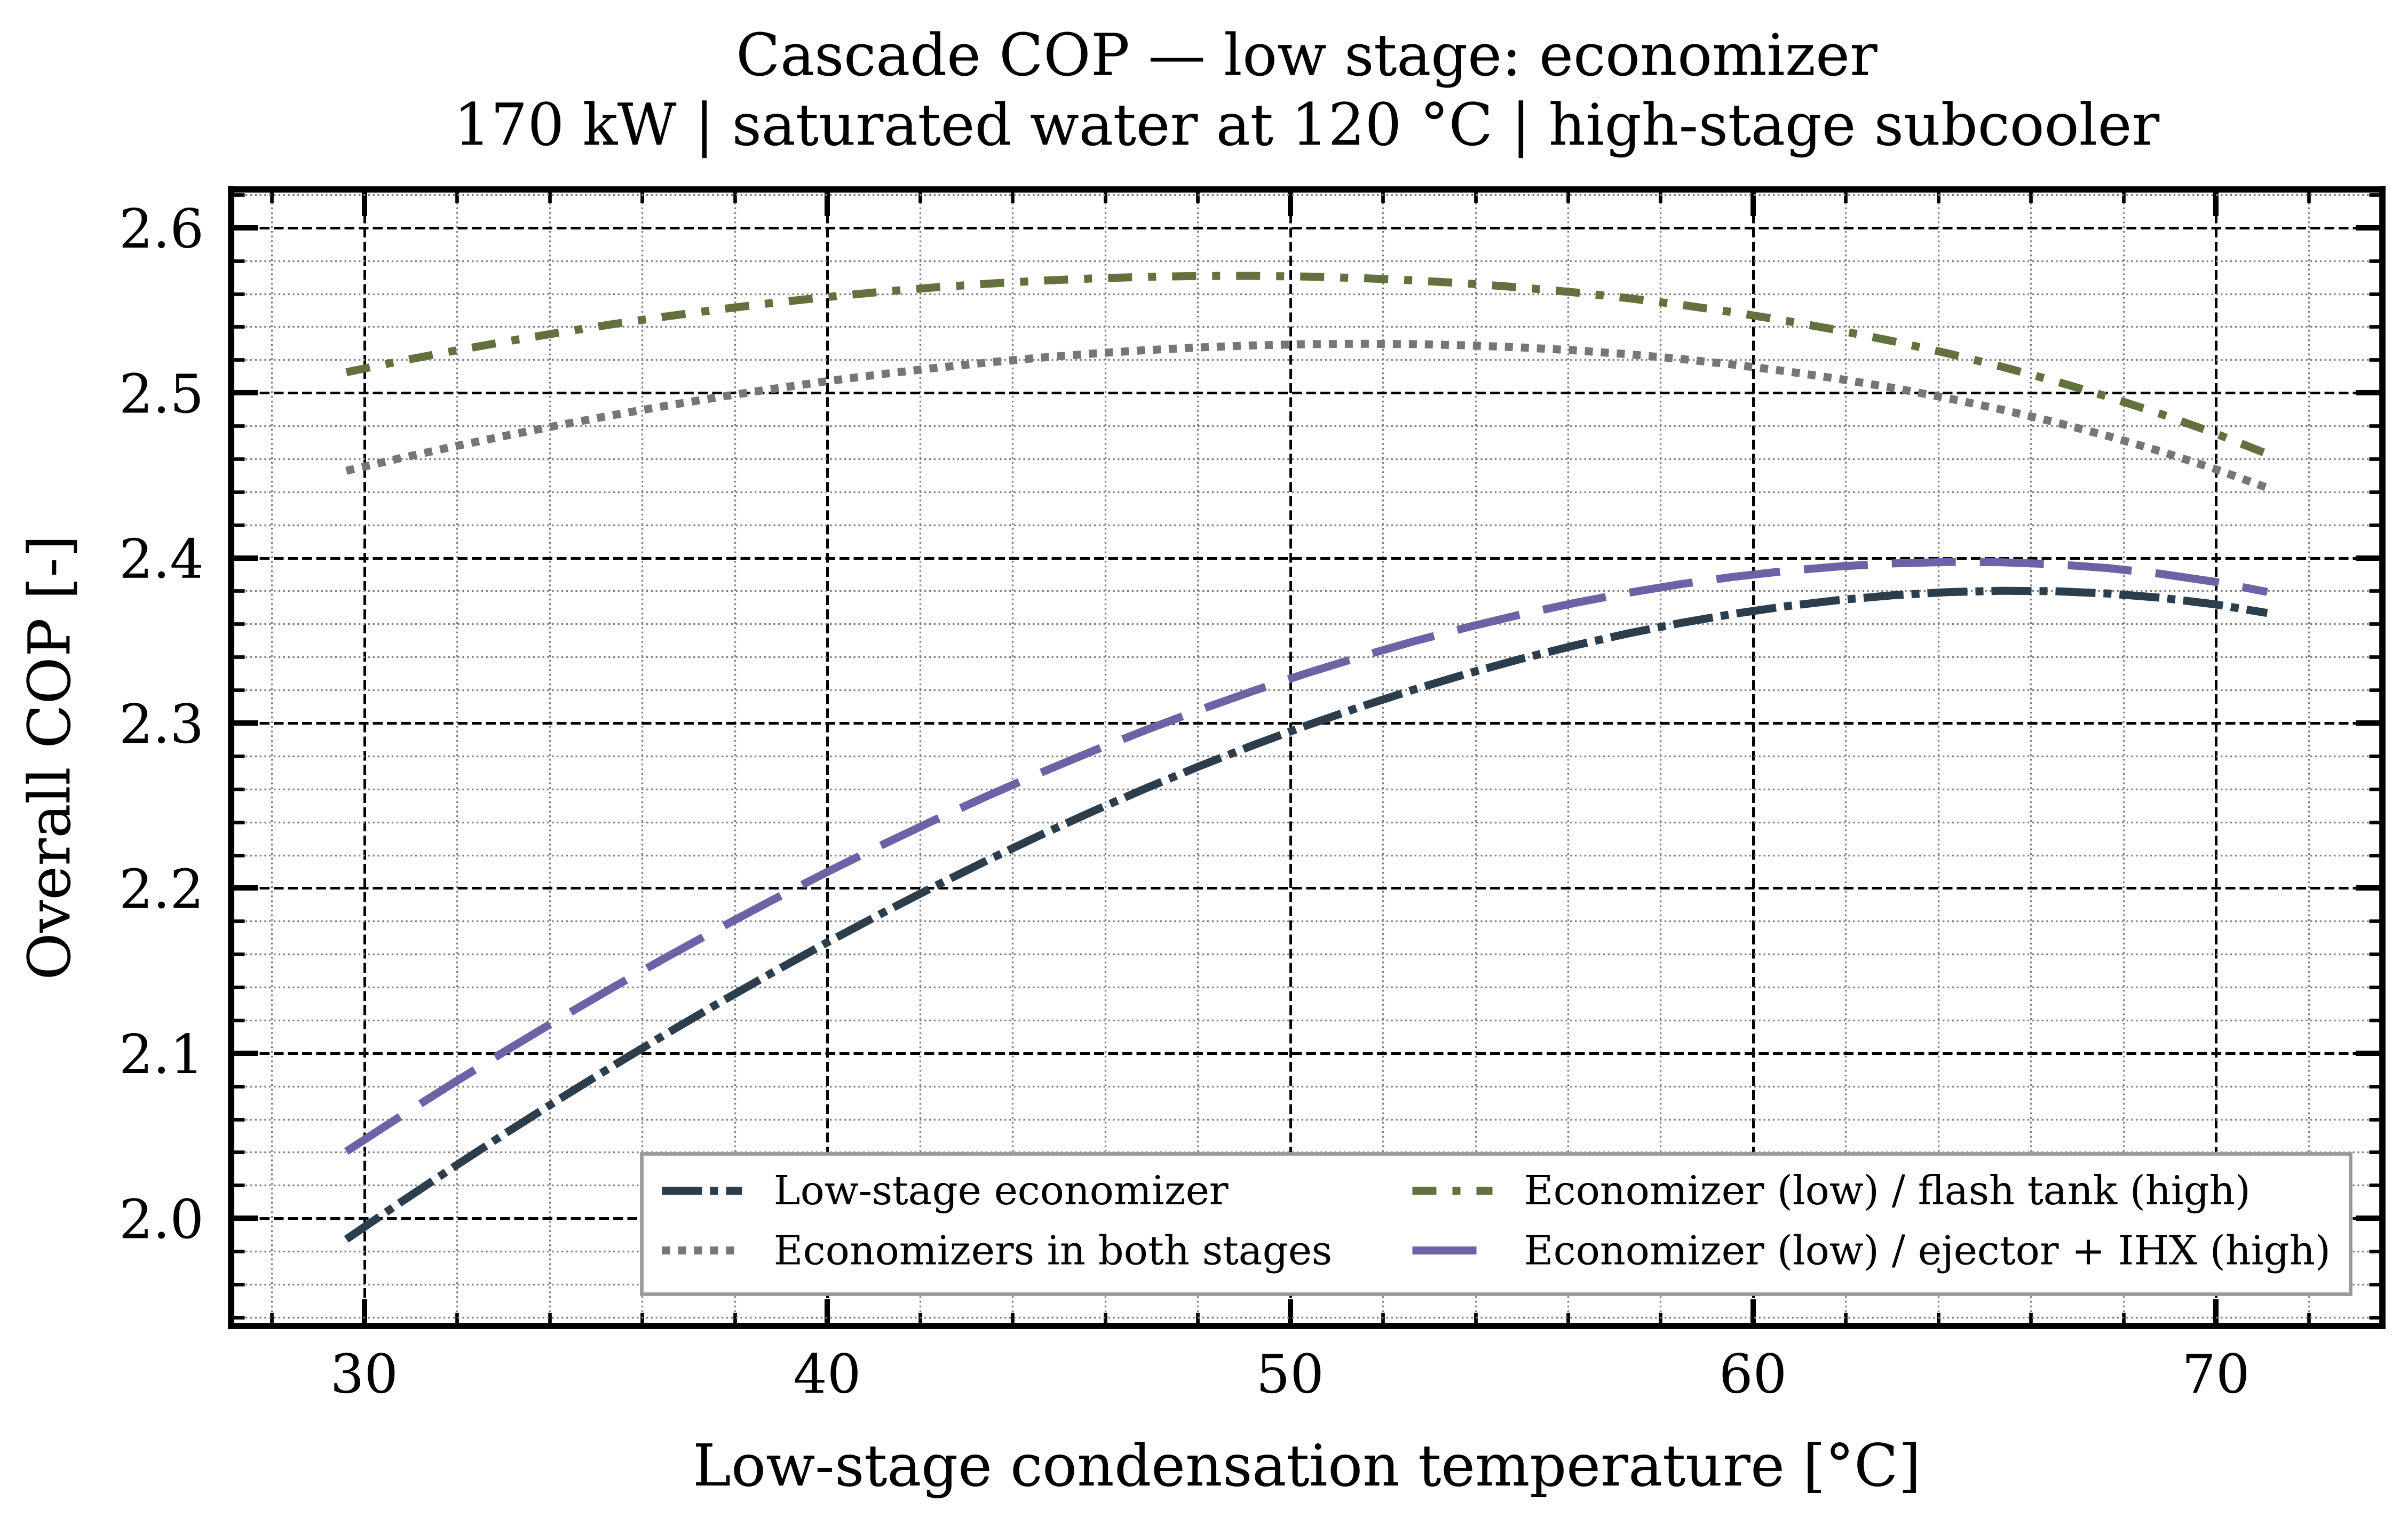 Cascade COP — low stage: economizer
170 kW | saturated water at 120 °C | high-stage subcooler
Overall COP [-]
2.6
2.5
2.4
2.3
2.2
2.1
2.0
Low-stage economizer
Economizers in both stages
Economizer (low) / flash tank (high)
Economizer (low) / ejector + IHX (high)
30 40 50 60 70
Low-stage condensation temperature [°C]